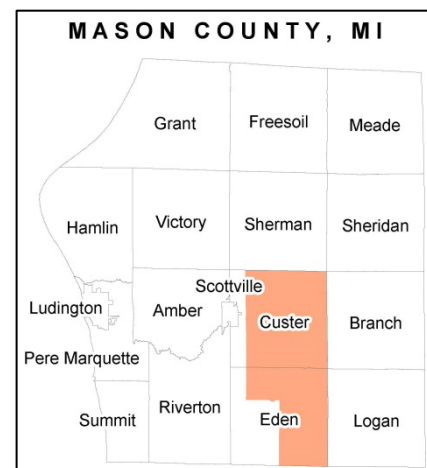 MASON COUNTY, MI
Grant
Freesoil
Meade
Hamlin
Victory
Sherman
Sheridan
Scottville
Ludington
Amber
Custer
Branch
Pere Marquette
Summit
Riverton
Eden
Logan